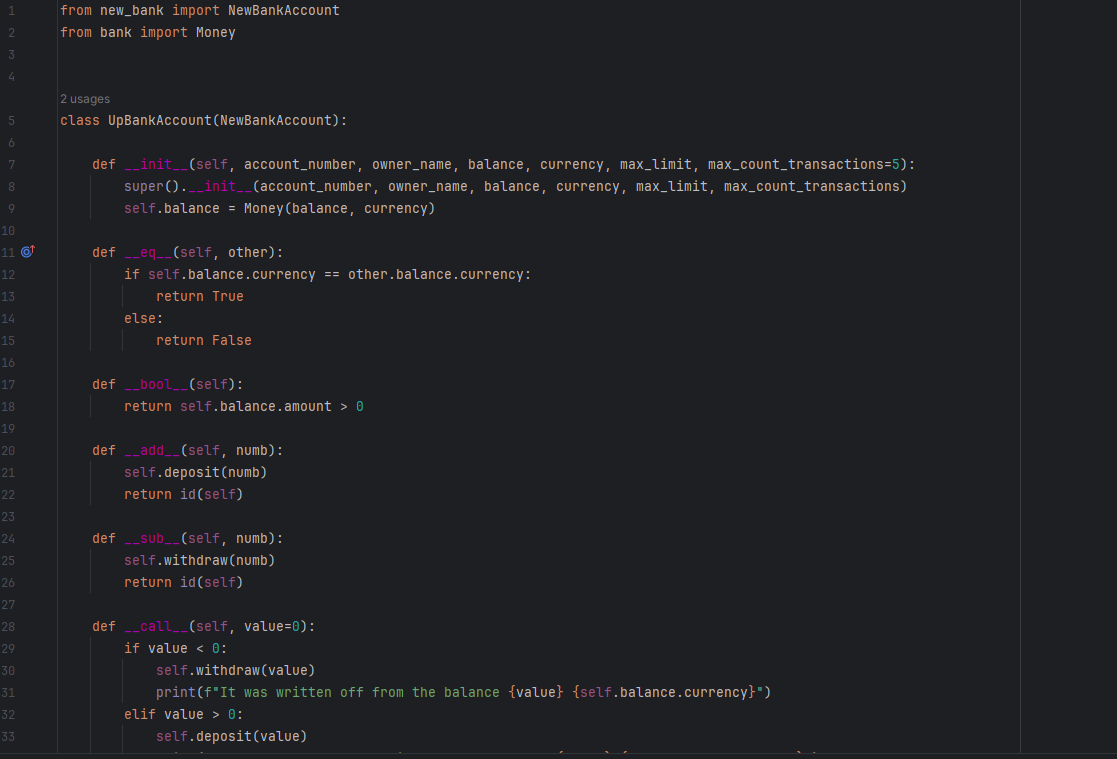 1 from new_bank import NewBankAccount
2 from bank import Money
3
4
2 usages
5 class UpBankAccount(NewBankAccount):
6
7 def __init__(self, account_number, owner_name, balance, currency, max_limit, max_count_transactions=5):
8 super().__init__(account_number, owner_name, balance, currency, max_limit, max_count_transactions)
9 self.balance = Money(balance, currency)
10
11 def __eq__(self, other):
12 if self.balance.currency == other.balance.currency:
13 return True
14 else:
15 return False
16
17 def __bool__(self):
18 return self.balance.amount > 0
19
20 def __add__(self, numb):
21 self.deposit(numb)
22 return id(self)
23
24 def __sub__(self, numb):
25 self.withdraw(numb)
26 return id(self)
27
28 def __call__(self, value=0):
29 if value < 0:
30 self.withdraw(value)
31 print(f"It was written off from the balance {value} {self.balance.currency}")
32 elif value > 0:
33 self.deposit(value)